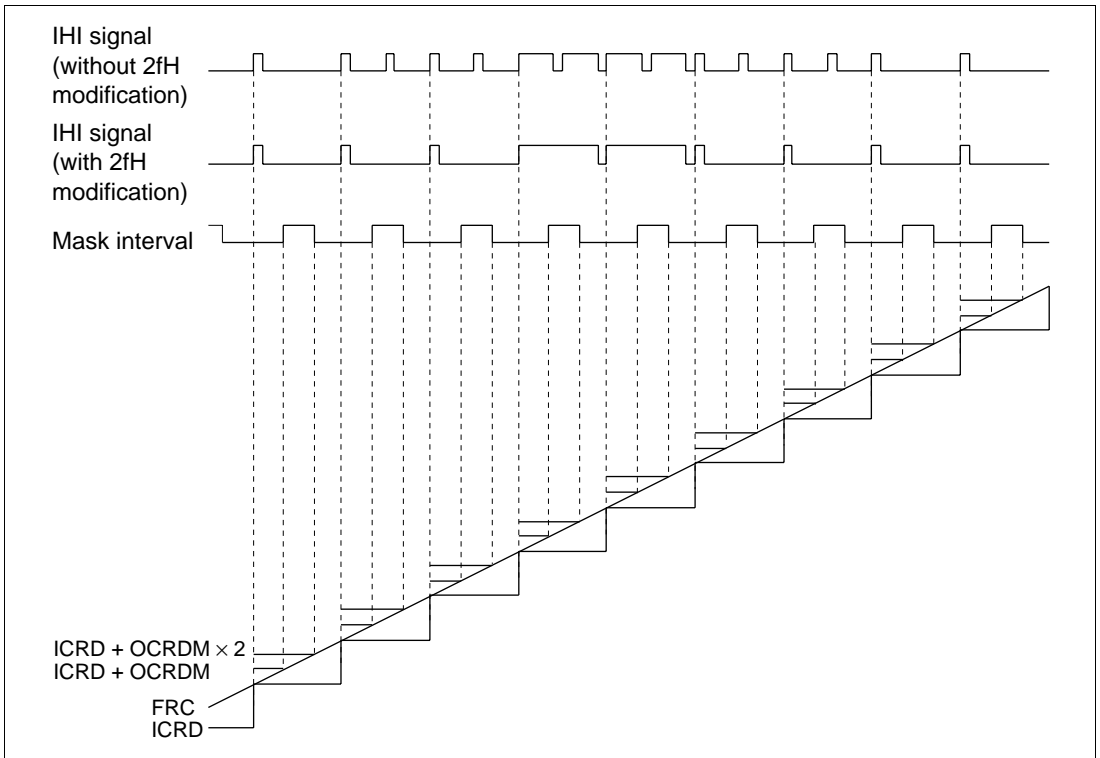 IHI signal
(without 2fH
modification)
IHI signal
(with 2fH
modification)
Mask interval
ICRD + OCRDM × 2
ICRD + OCRDM
FRC
ICRD